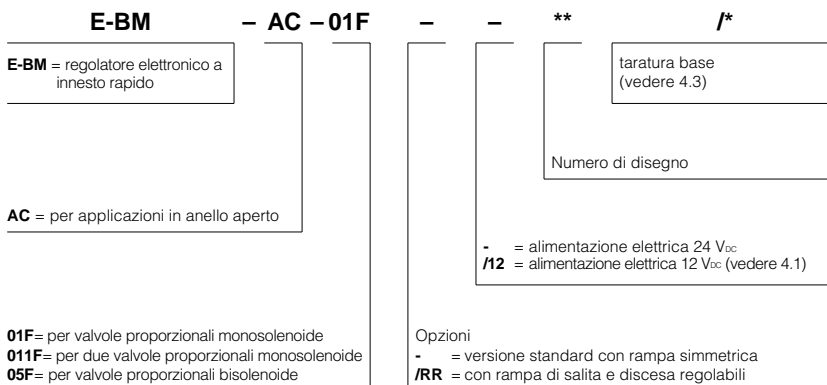 E-BM – AC – 01F – – ** /*
E-BM = regolatore elettronico a
innesto rapido
taratura base
(vedere 4.3)
Numero di disegno
AC = per applicazioni in anello aperto
- = alimentazione elettrica 24 VDC
/12 = alimentazione elettrica 12 VDC (vedere 4.1)
01F= per valvole proporzionali monosolenoide
011F= per due valvole proporzionali monosolenoide
05F= per valvole proporzionali bisolenoide
Opzioni
- = versione standard con rampa simmetrica
/RR = con rampa di salita e discesa regolabili